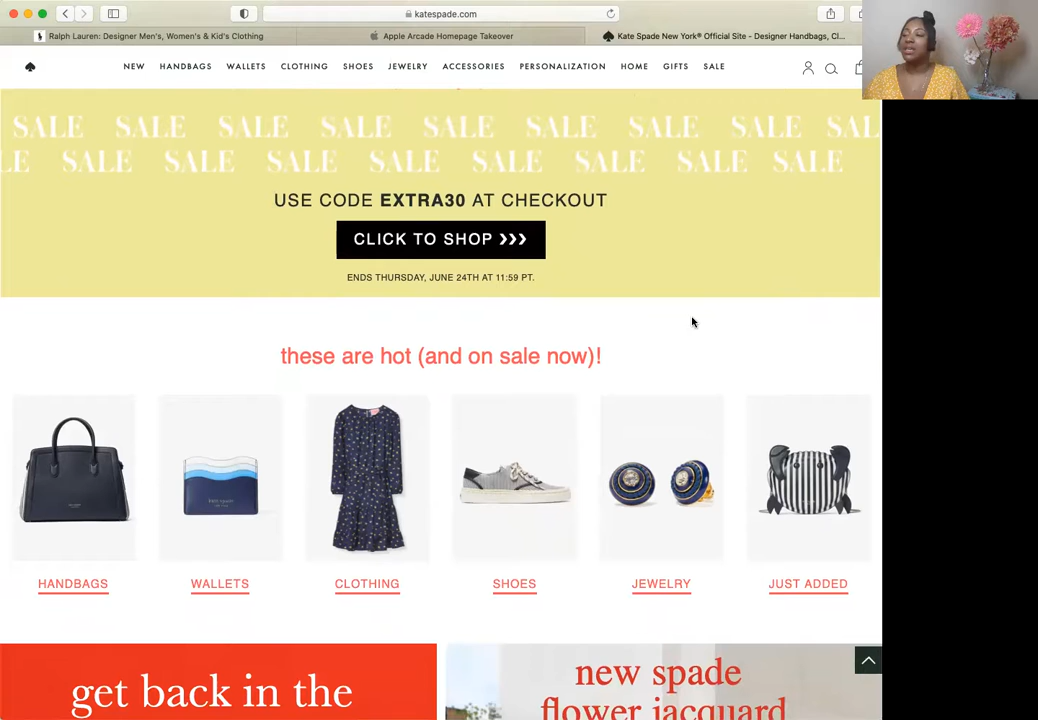 katespade.com
Ralph Lauren: Designer Men's, Women's & Kid's Clothing
Apple Arcade Homepage Takeover
Kate Spade New York® Official Site - Designer Handbags, Cl...
NEW HANDBAGS WALLETS CLOTHING SHOES JEWELRY ACCESSORIES PERSONALIZATION HOME GIFTS SALE
SALE SALE SALE SALE SALE SALE SALE SALE SAL
LE SALE SALE SALE SALE SALE SALE SALE SALE
USE CODE EXTRA30 AT CHECKOUT
CLICK TO SHOP ❯❯❯
ENDS THURSDAY, JUNE 24TH AT 11:59 PT.
these are hot (and on sale now)!
HANDBAGS WALLETS CLOTHING SHOES JEWELRY JUST ADDED
get back in the
new spade
flower jacquard